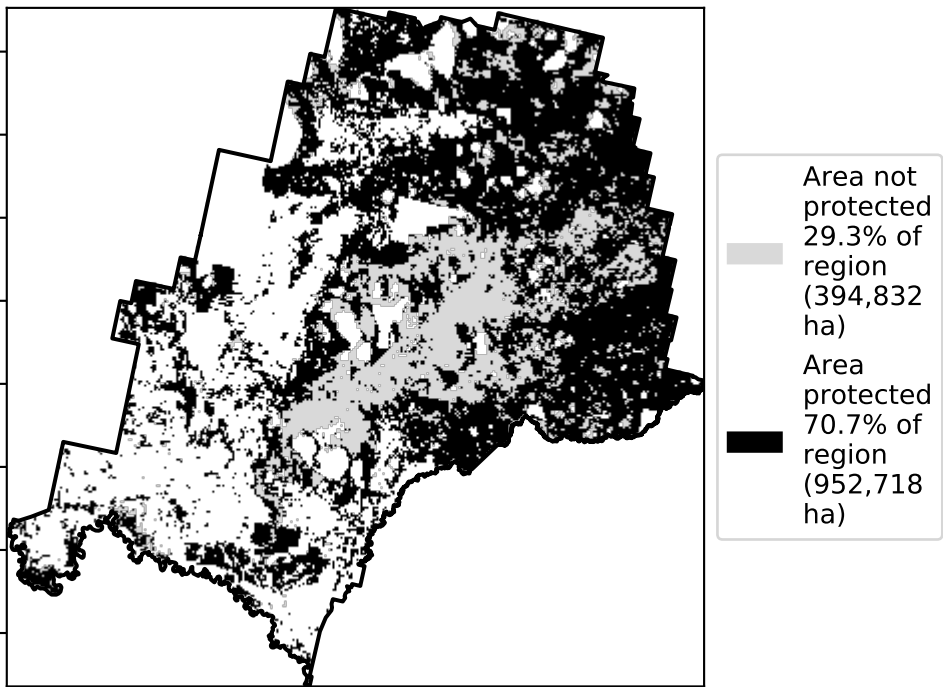 Area not
protected
29.3% of
region
(394,832
ha)
Area
protected
70.7% of
region
(952,718
ha)